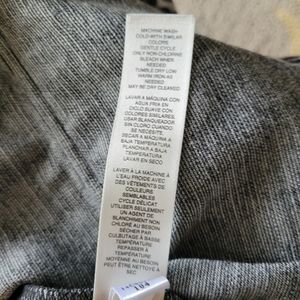 MACHINE WASH
COLD WITH SIMILAR
COLORS
GENTLE CYCLE
ONLY NON-CHLORINE
BLEACH WHEN
NEEDED
TUMBLE DRY LOW
WARM IRON AS
NEEDED
MAY BE DRY CLEANED
LAVAR A MÁQUINA CON
AGUA FRIA EN
CICLO SUAVE CON
COLORES SIMILARES,
USAR BLANQUEADOR
SIN CLORO CUANDO
SE NECESITE
SECAR A MAQUINA A
BAJA TEMPERATURA
PLANCHAR A BAJA
TEMPERATURA
LAVAR EN SECO
LAVER À LA MACHINE À
L'EAU FROIDE AVEC
DES VÊTEMENTS DE
COULEURS
SEMBLABLES
CYCLE DÉLICAT
UTILISER SEULEMENT
UN AGENT DE
BLANCHIMENT NON
CHLORÉ AU BESOIN
SÉCHER PAR
CULBUTAGE À BASSE
TEMPÉRATURE
REPASSER À
TEMPÉRATURE
MOYENNE AU BESOIN
PEUT ÊTRE NETTOYÉ À
SEC